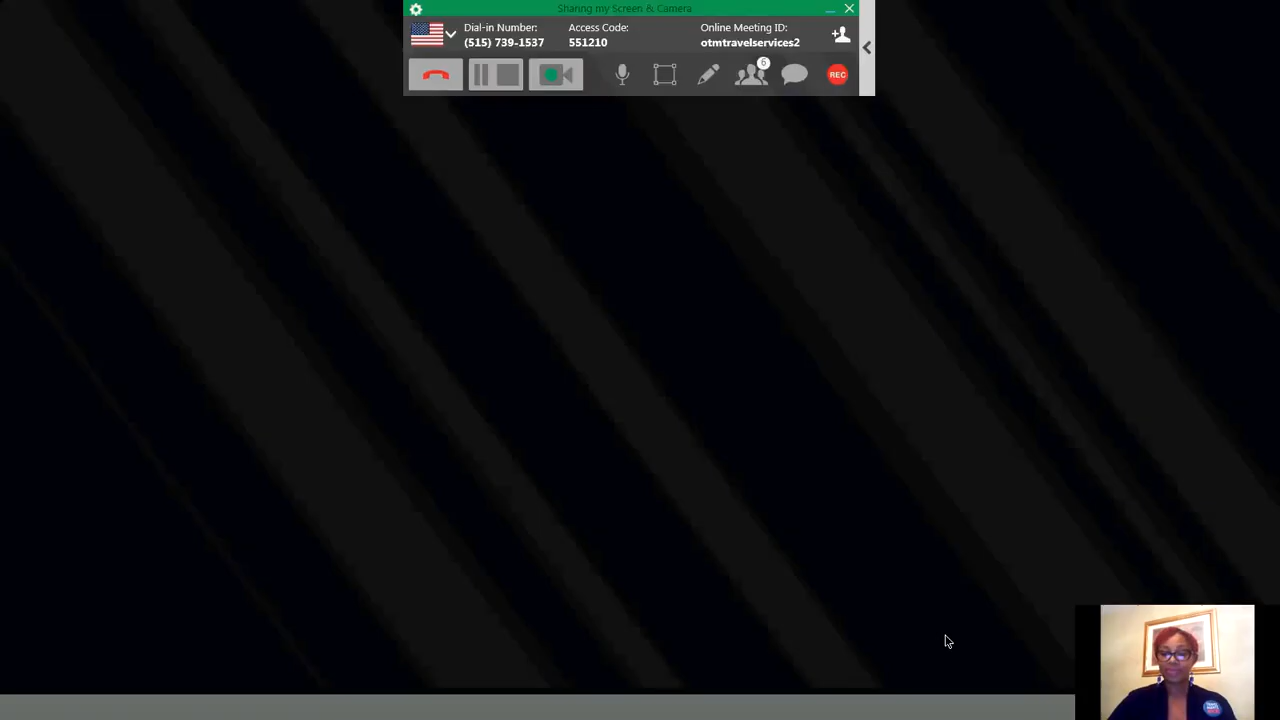 Sharing my Screen & Camera
Dial-in Number: Access Code: Online Meeting ID:
(515) 739-1537 551210 otmtravelservices2
6
REC